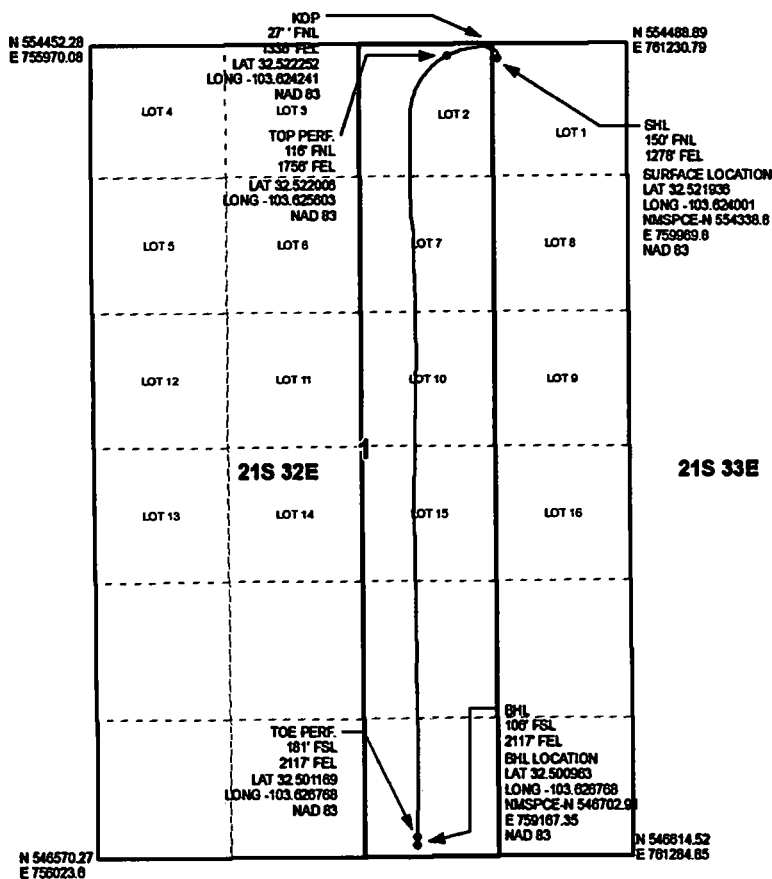 KOP
27' ' FNL
1338' FEL
LAT 32.522252
LONG -103.624241
NAD 83
N 554452.28
E 755970.08
N 554488.89
E 761230.79
LOT 4
LOT 3
LOT 2
LOT 1
TOP PERF.
116' FNL
1756' FEL
LAT 32.522006
LONG -103.625603
NAD 83
SHL
150' FNL
1278' FEL
SURFACE LOCATION
LAT 32.521936
LONG -103.624001
NMSPCE-N 554338.6
E 759969.8
NAD 83
LOT 5
LOT 6
LOT 7
LOT 8
LOT 12
LOT 11
LOT 10
LOT 9
1
21S 32E
21S 33E
LOT 13
LOT 14
LOT 15
LOT 16
TOE PERF.
181' FSL
2117' FEL
LAT 32.501169
LONG -103.626768
NAD 83
BHL
106' FSL
2117' FEL
BHL LOCATION
LAT 32.500963
LONG -103.626768
NMSPCE-N 546702.91
E 759167.35
NAD 83
N 546570.27
E 756023.6
N 546614.52
E 761284.65